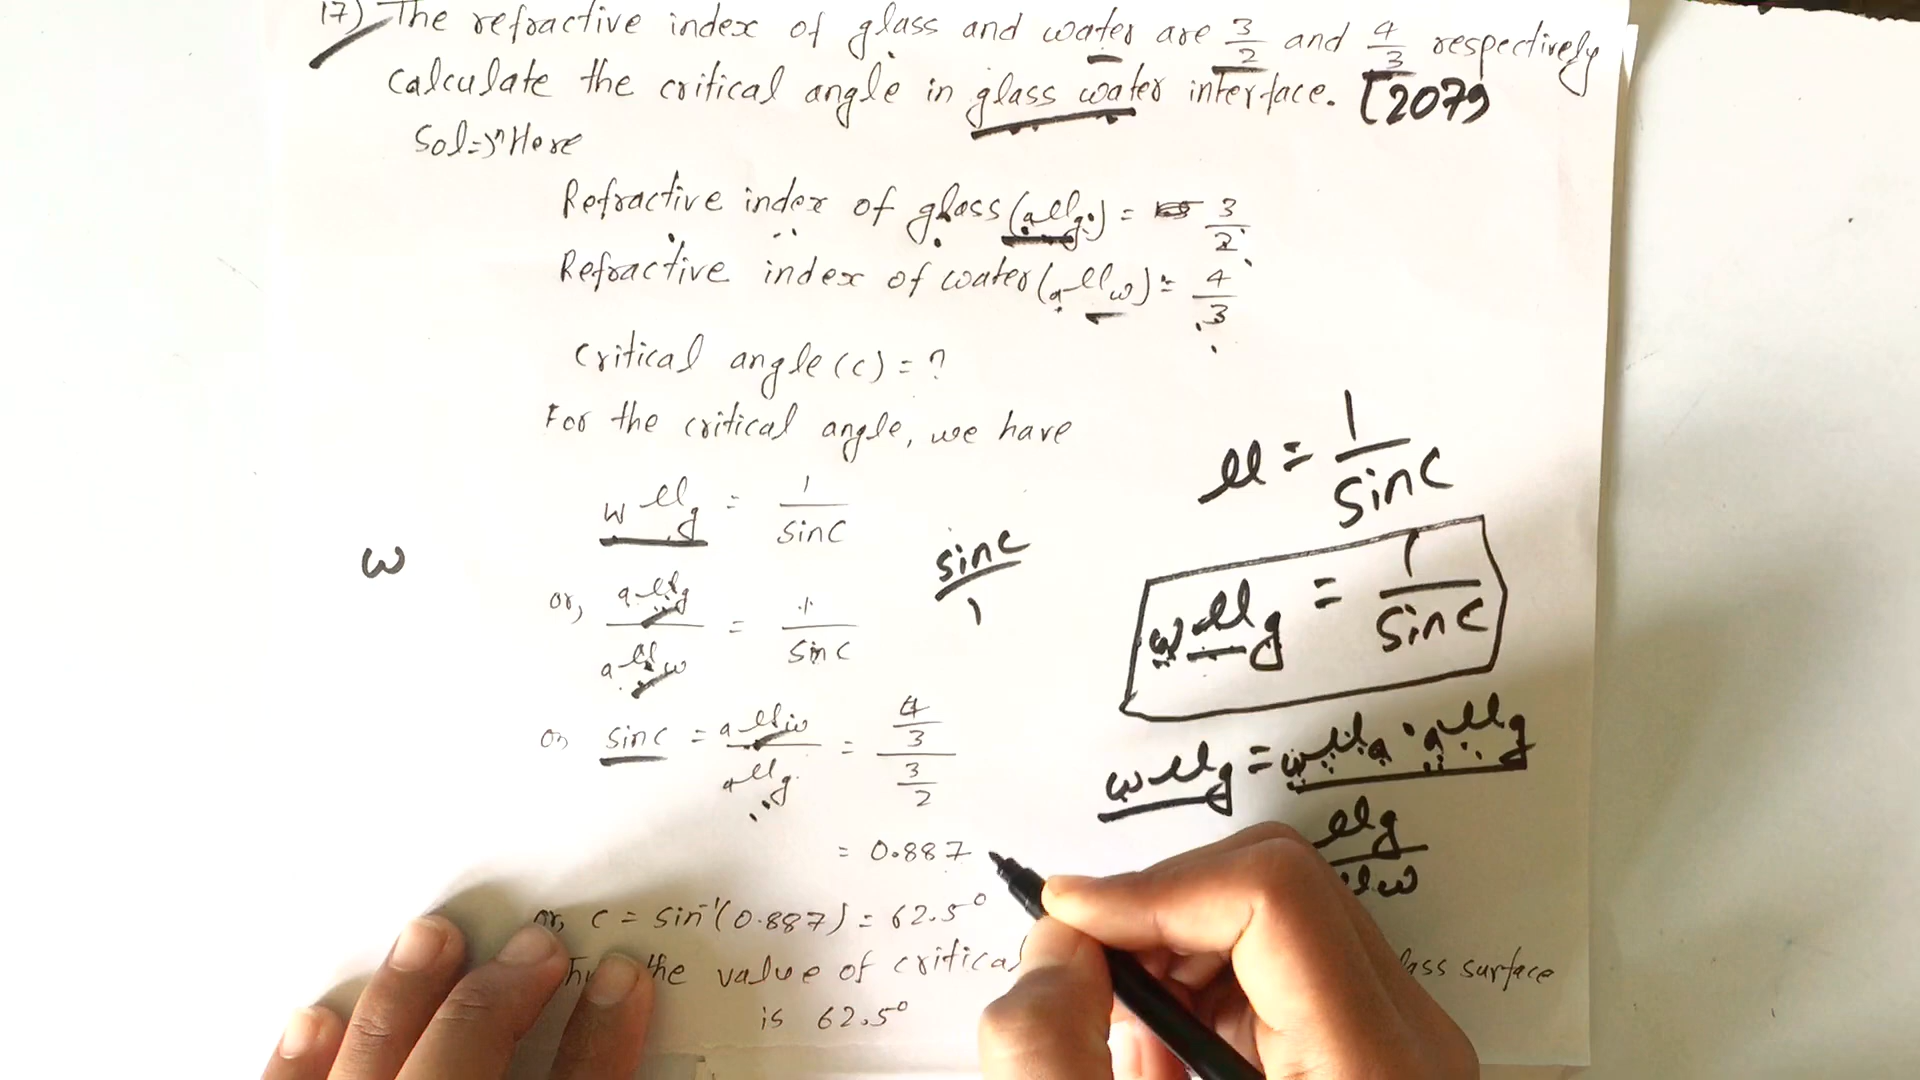 17) The refractive index of glass and water are 3/2 and 4/3 respectively
calculate the critical angle in glass water interface. [2079
Solⁿ Here
Refractive index of glass (aμg) = 3/2
Refractive index of water (aμw) = 4/3
Critical angle (c) = ?
For the critical angle, we have
wμg = 1/sinC
or, aμg/aμw = 1/sinC
or, sinc = aμw/aμg = 4/3 / 3/2
= 0.887
or, c = sin⁻¹(0.887) = 62.5°
the value of critical surface
is 62.5°
w
sinc/1
μ = 1/sinc
wμg = 1/sinc
wμg = wμa · aμg
μg/μw